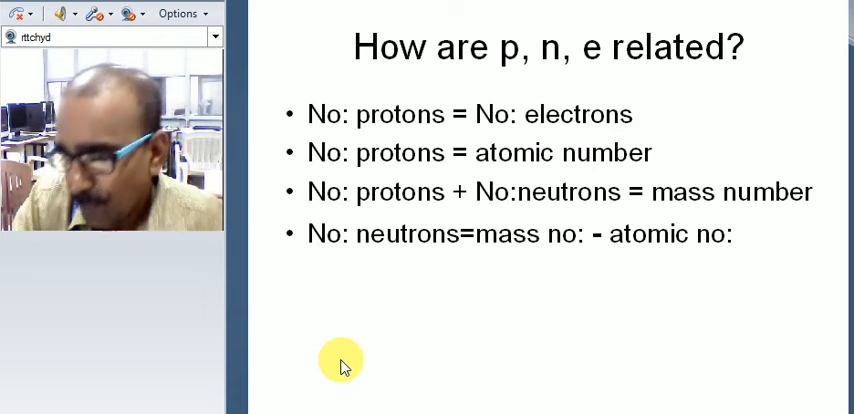 Options
rttchyd
How are p, n, e related?
• No: protons = No: electrons
• No: protons = atomic number
• No: protons + No:neutrons = mass number
• No: neutrons=mass no: - atomic no: